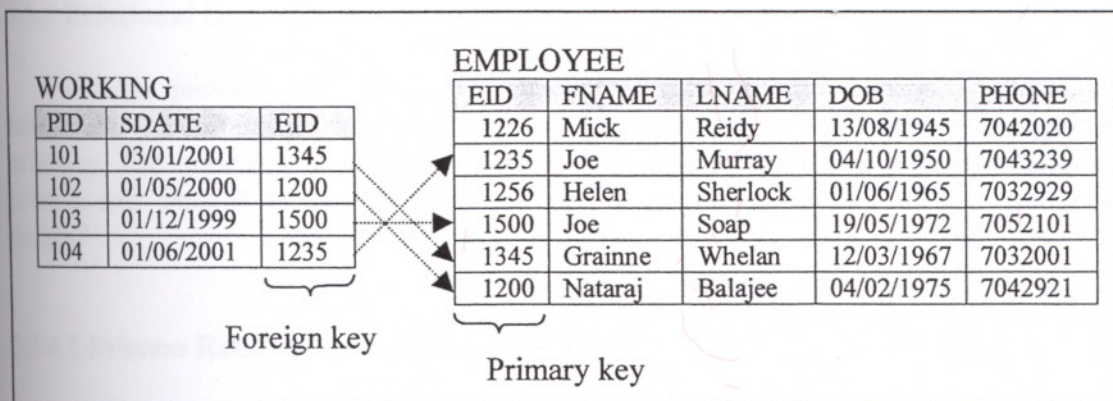 WORKING
PID SDATE EID
101 03/01/2001 1345
102 01/05/2000 1200
103 01/12/1999 1500
104 01/06/2001 1235
Foreign key
EMPLOYEE
EID FNAME LNAME DOB PHONE
1226 Mick Reidy 13/08/1945 7042020
1235 Joe Murray 04/10/1950 7043239
1256 Helen Sherlock 01/06/1965 7032929
1500 Joe Soap 19/05/1972 7052101
1345 Grainne Whelan 12/03/1967 7032001
1200 Nataraj Balajee 04/02/1975 7042921
Primary key